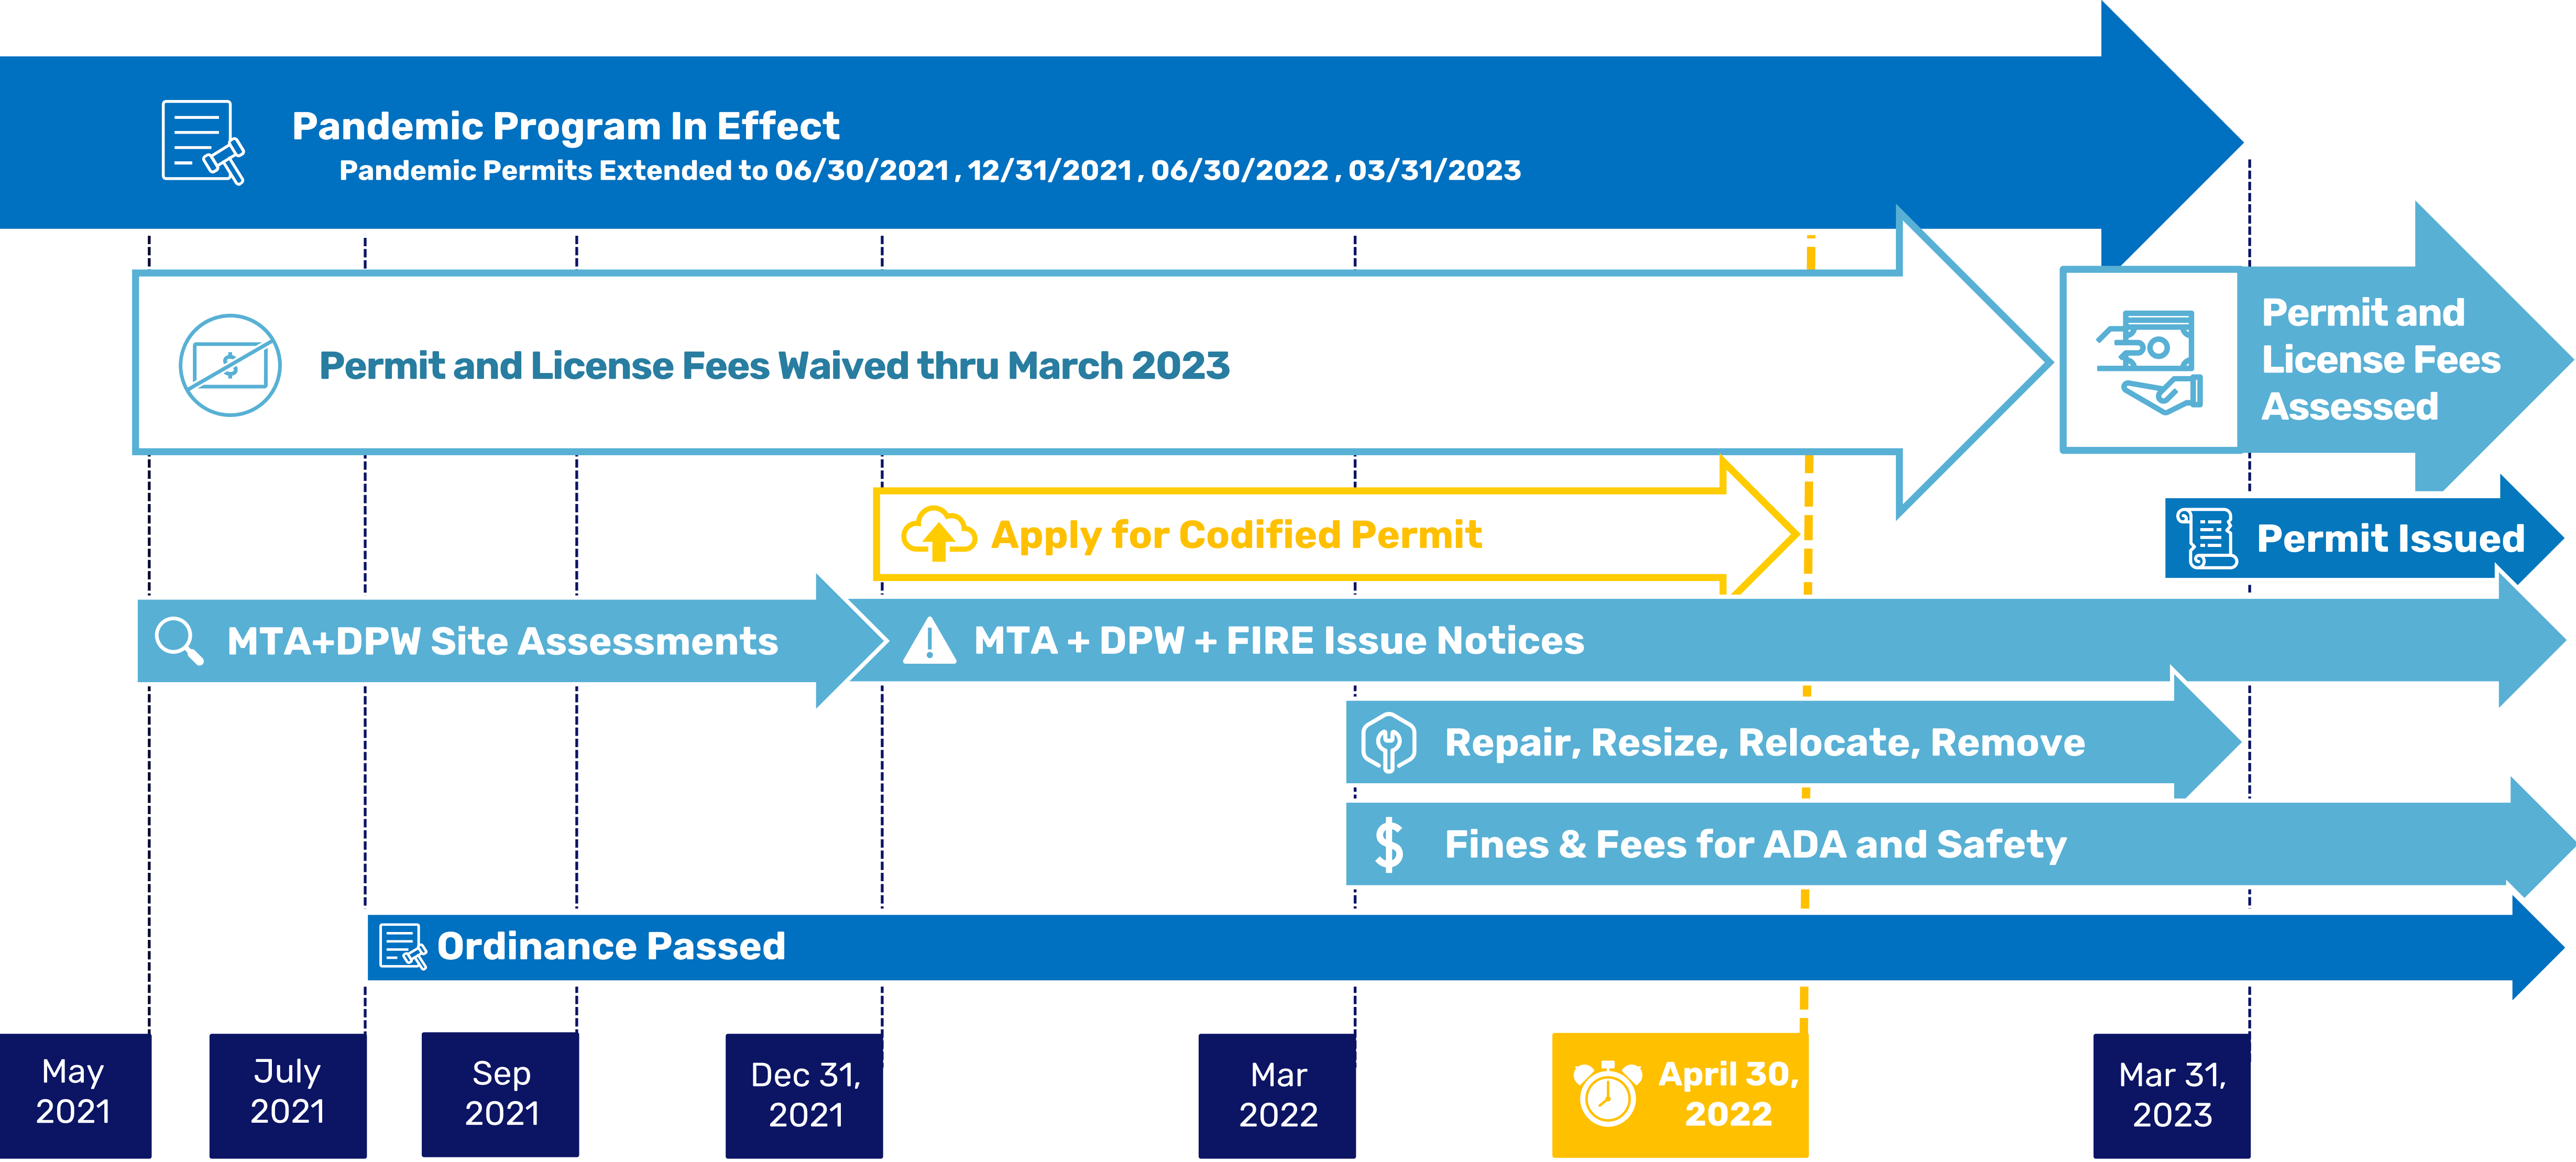 Pandemic Program In Effect
Pandemic Permits Extended to 06/30/2021 , 12/31/2021 , 06/30/2022 , 03/31/2023
Permit and License Fees Waived thru March 2023
Permit and
License Fees
Assessed
Apply for Codified Permit
Permit Issued
MTA+DPW Site Assessments
MTA + DPW + FIRE Issue Notices
Repair, Resize, Relocate, Remove
$ Fines & Fees for ADA and Safety
Ordinance Passed
May
2021
July
2021
Sep
2021
Dec 31,
2021
Mar
2022
April 30,
2022
Mar 31,
2023